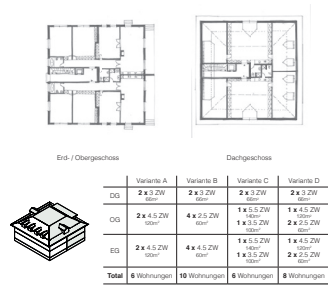 Erd- / Obergeschoss
Dachgeschoss
Variante A Variante B Variante C Variante D
DG 2 x 3 ZW 2 x 3 ZW 2 x 3 ZW 2 x 3 ZW
66m² 66m² 66m² 66m²
OG 2 x 4.5 ZW 4 x 2.5 ZW 1 x 5.5 ZW 1 x 4.5 ZW
120m² 60m² 140m² 120m²
1 x 3.5 ZW 2 x 2.5 ZW
100m² 60m²
EG 2 x 4.5 ZW 4 x 4.5 ZW 1 x 5.5 ZW 1 x 4.5 ZW
120m² 60m² 140m² 120m²
1 x 3.5 ZW 2 x 2.5 ZW
100m² 60m²
Total 6 Wohnungen 10 Wohnungen 6 Wohnungen 8 Wohnungen